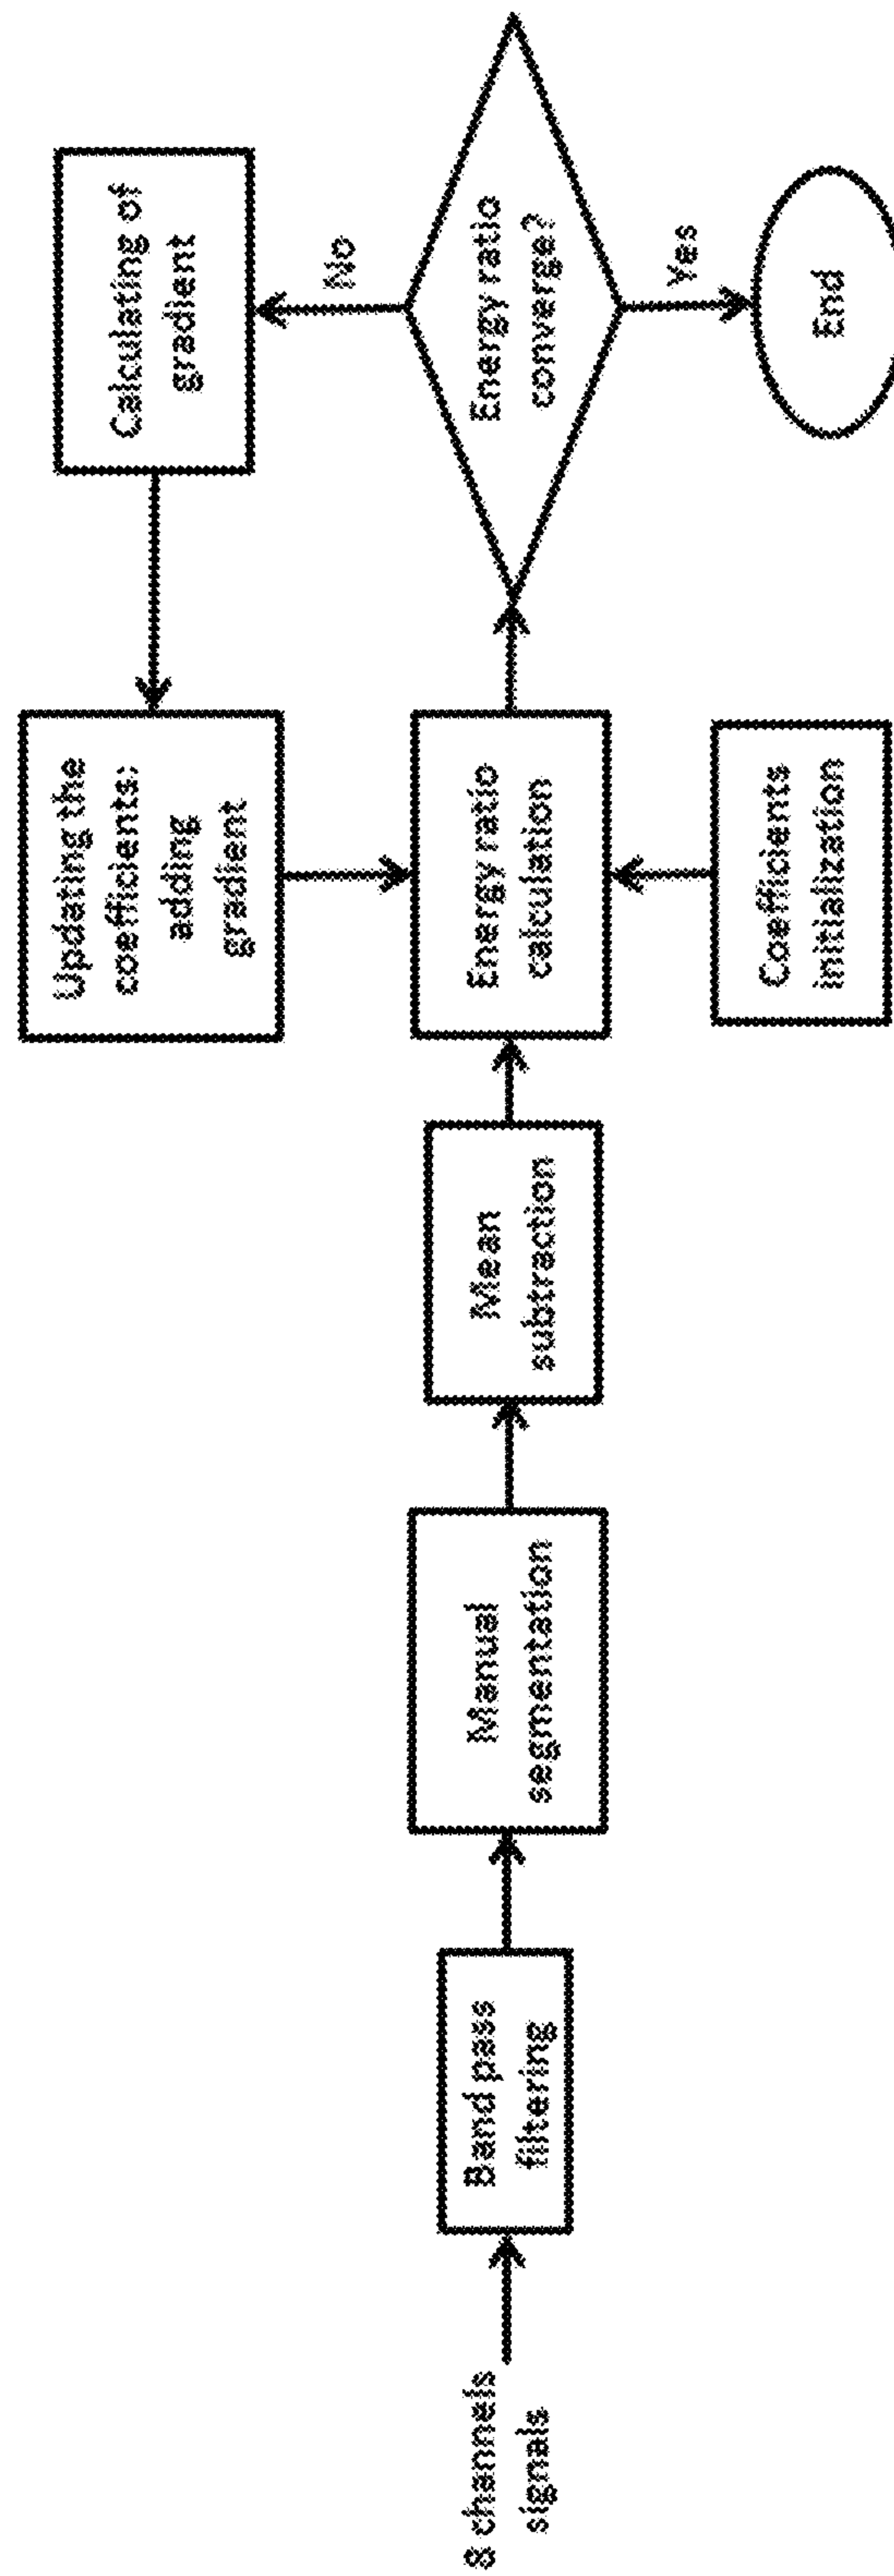 8 channels
signals
Band pass
filtering
Manual
segmentation
Mean
subtraction
Energy ratio
calculation
Coefficients
initialization
Updating the
coefficients:
adding
gradient
Calculating of
gradient
No
Energy ratio
converge?
Yes
End